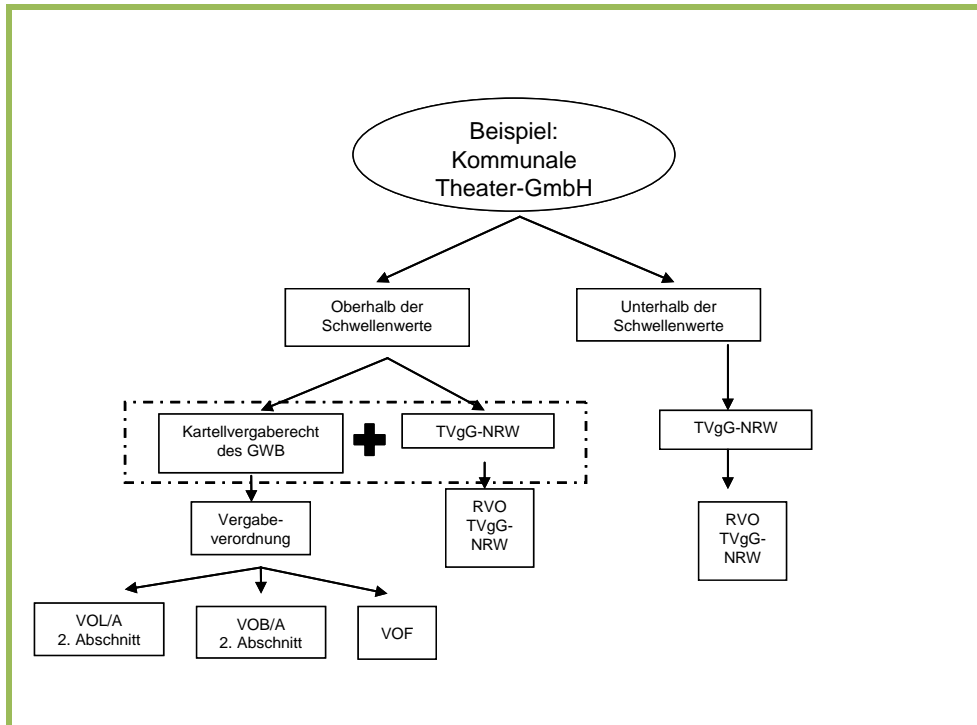 Beispiel:
Kommunale
Theater-GmbH
Oberhalb der
Schwellenwerte
Unterhalb der
Schwellenwerte
Kartellvergaberecht
des GWB
TVgG-NRW
TVgG-NRW
Vergabe-
verordnung
RVO
TVgG-
NRW
RVO
TVgG-
NRW
VOL/A
2. Abschnitt
VOB/A
2. Abschnitt
VOF